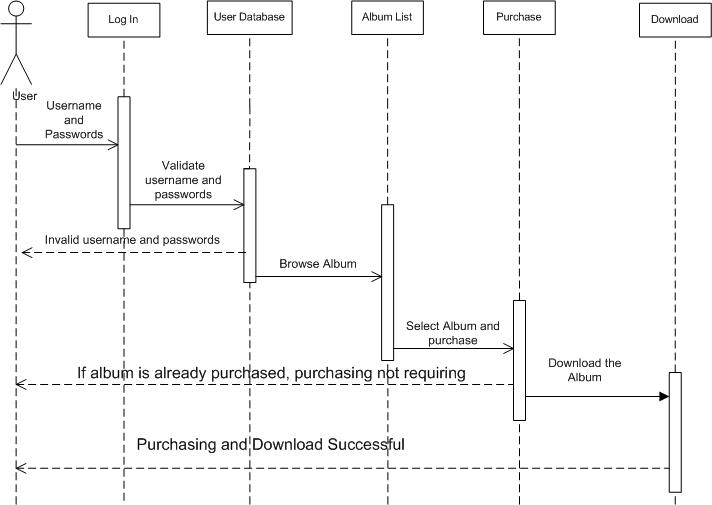 Log In
User Database
Album List
Purchase
Download
User
Username
and
Passwords
Validate
username and
passwords
Invalid username and passwords
Browse Album
Select Album and
purchase
If album is already purchased, purchasing not requiring
Download the
Album
Purchasing and Download Successful